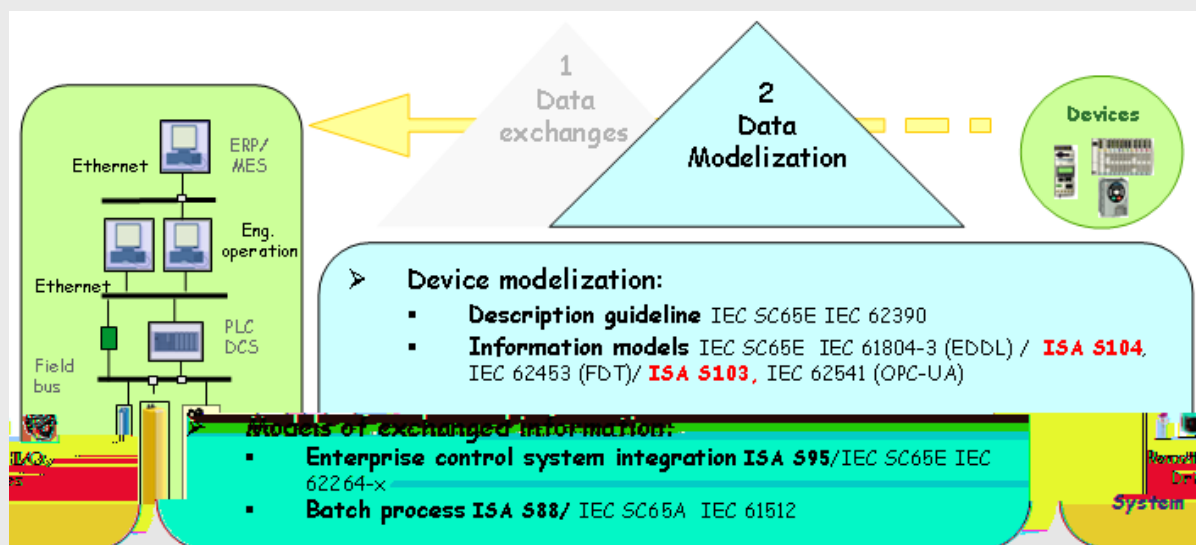 1
Data
exchanges
2
Data
Modelization
Devices
ERP/
MES
Ethernet
Eng.
operation
Ethernet
PLC
DCS
Field
bus
➢ Device modelization:
▪ Description guideline IEC SC65E IEC 62390
▪ Information models IEC SC65E IEC 61804-3 (EDDL) / ISA S104,
IEC 62453 (FDT)/ ISA S103, IEC 62541 (OPC-UA)
➢ Models of exchanged information:
▪ Enterprise control system integration ISA S95/IEC SC65E IEC
62264-x
▪ Batch process ISA S88/ IEC SC65A IEC 61512
System